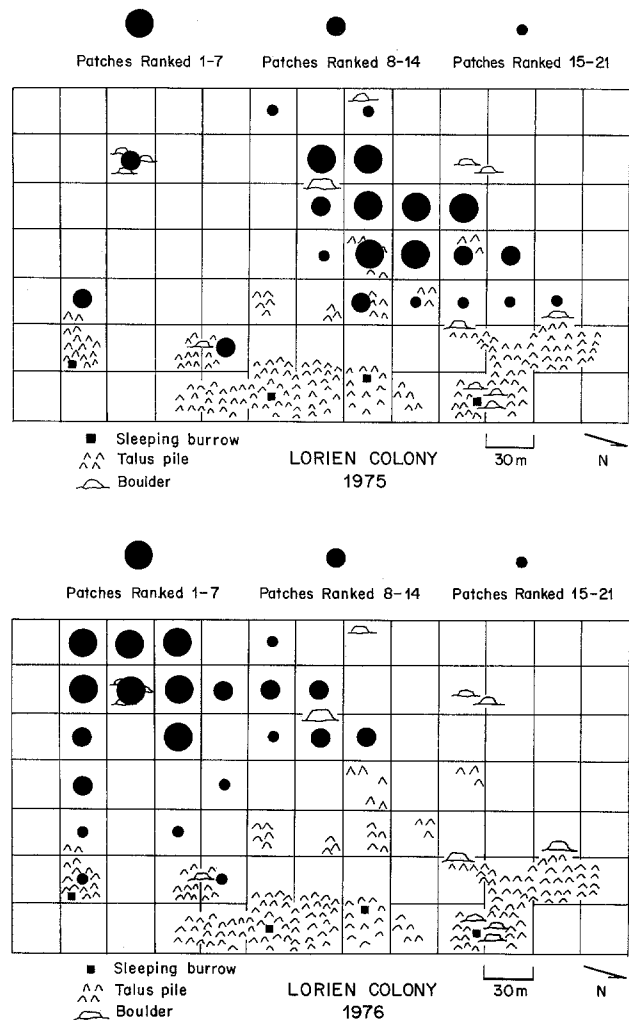 Patches Ranked 1-7 Patches Ranked 8-14 Patches Ranked 15-21
Sleeping burrow
Talus pile
Boulder
LORIEN COLONY
1975
30m
N
Patches Ranked 1-7 Patches Ranked 8-14 Patches Ranked 15-21
Sleeping burrow
Talus pile
Boulder
LORIEN COLONY
1976
30m
N